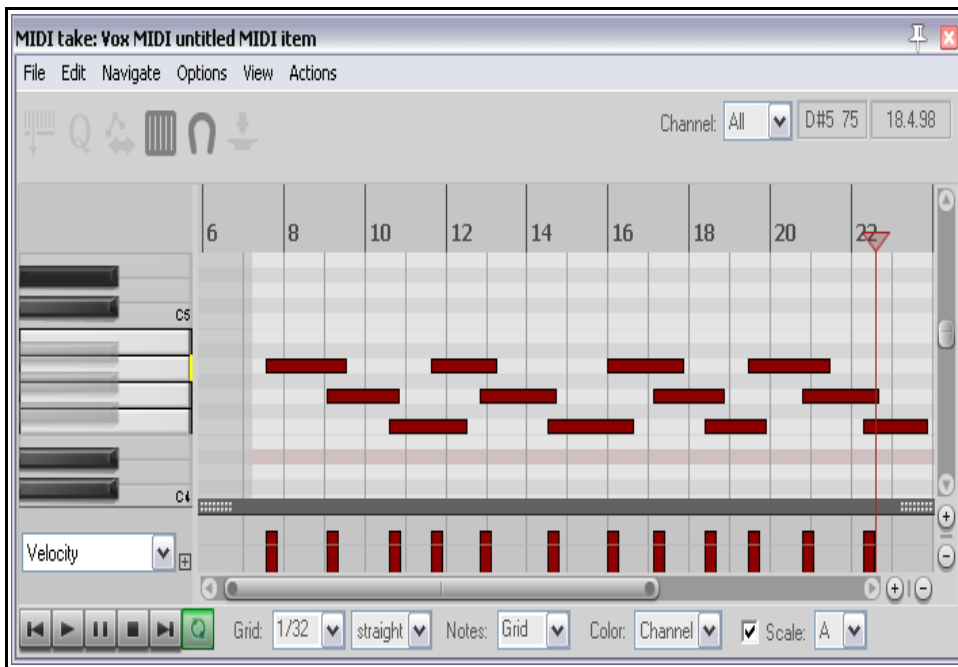 MIDI take: Vox MIDI untitled MIDI item
File Edit Navigate Options View Actions
Q Channel: All D#5 75 18.4.98
6 8 10 12 14 16 18 20 22
C5
C4
Velocity
Grid: 1/32 straight Notes: Grid Color: Channel Scale: A